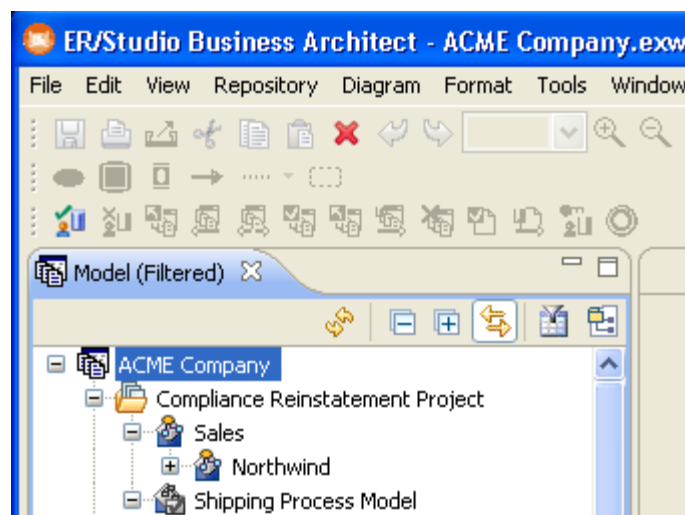 ER/Studio Business Architect - ACME Company.exw
File Edit View Repository Diagram Format Tools Window
Model (Filtered)
ACME Company
Compliance Reinstatement Project
Sales
Northwind
Shipping Process Model